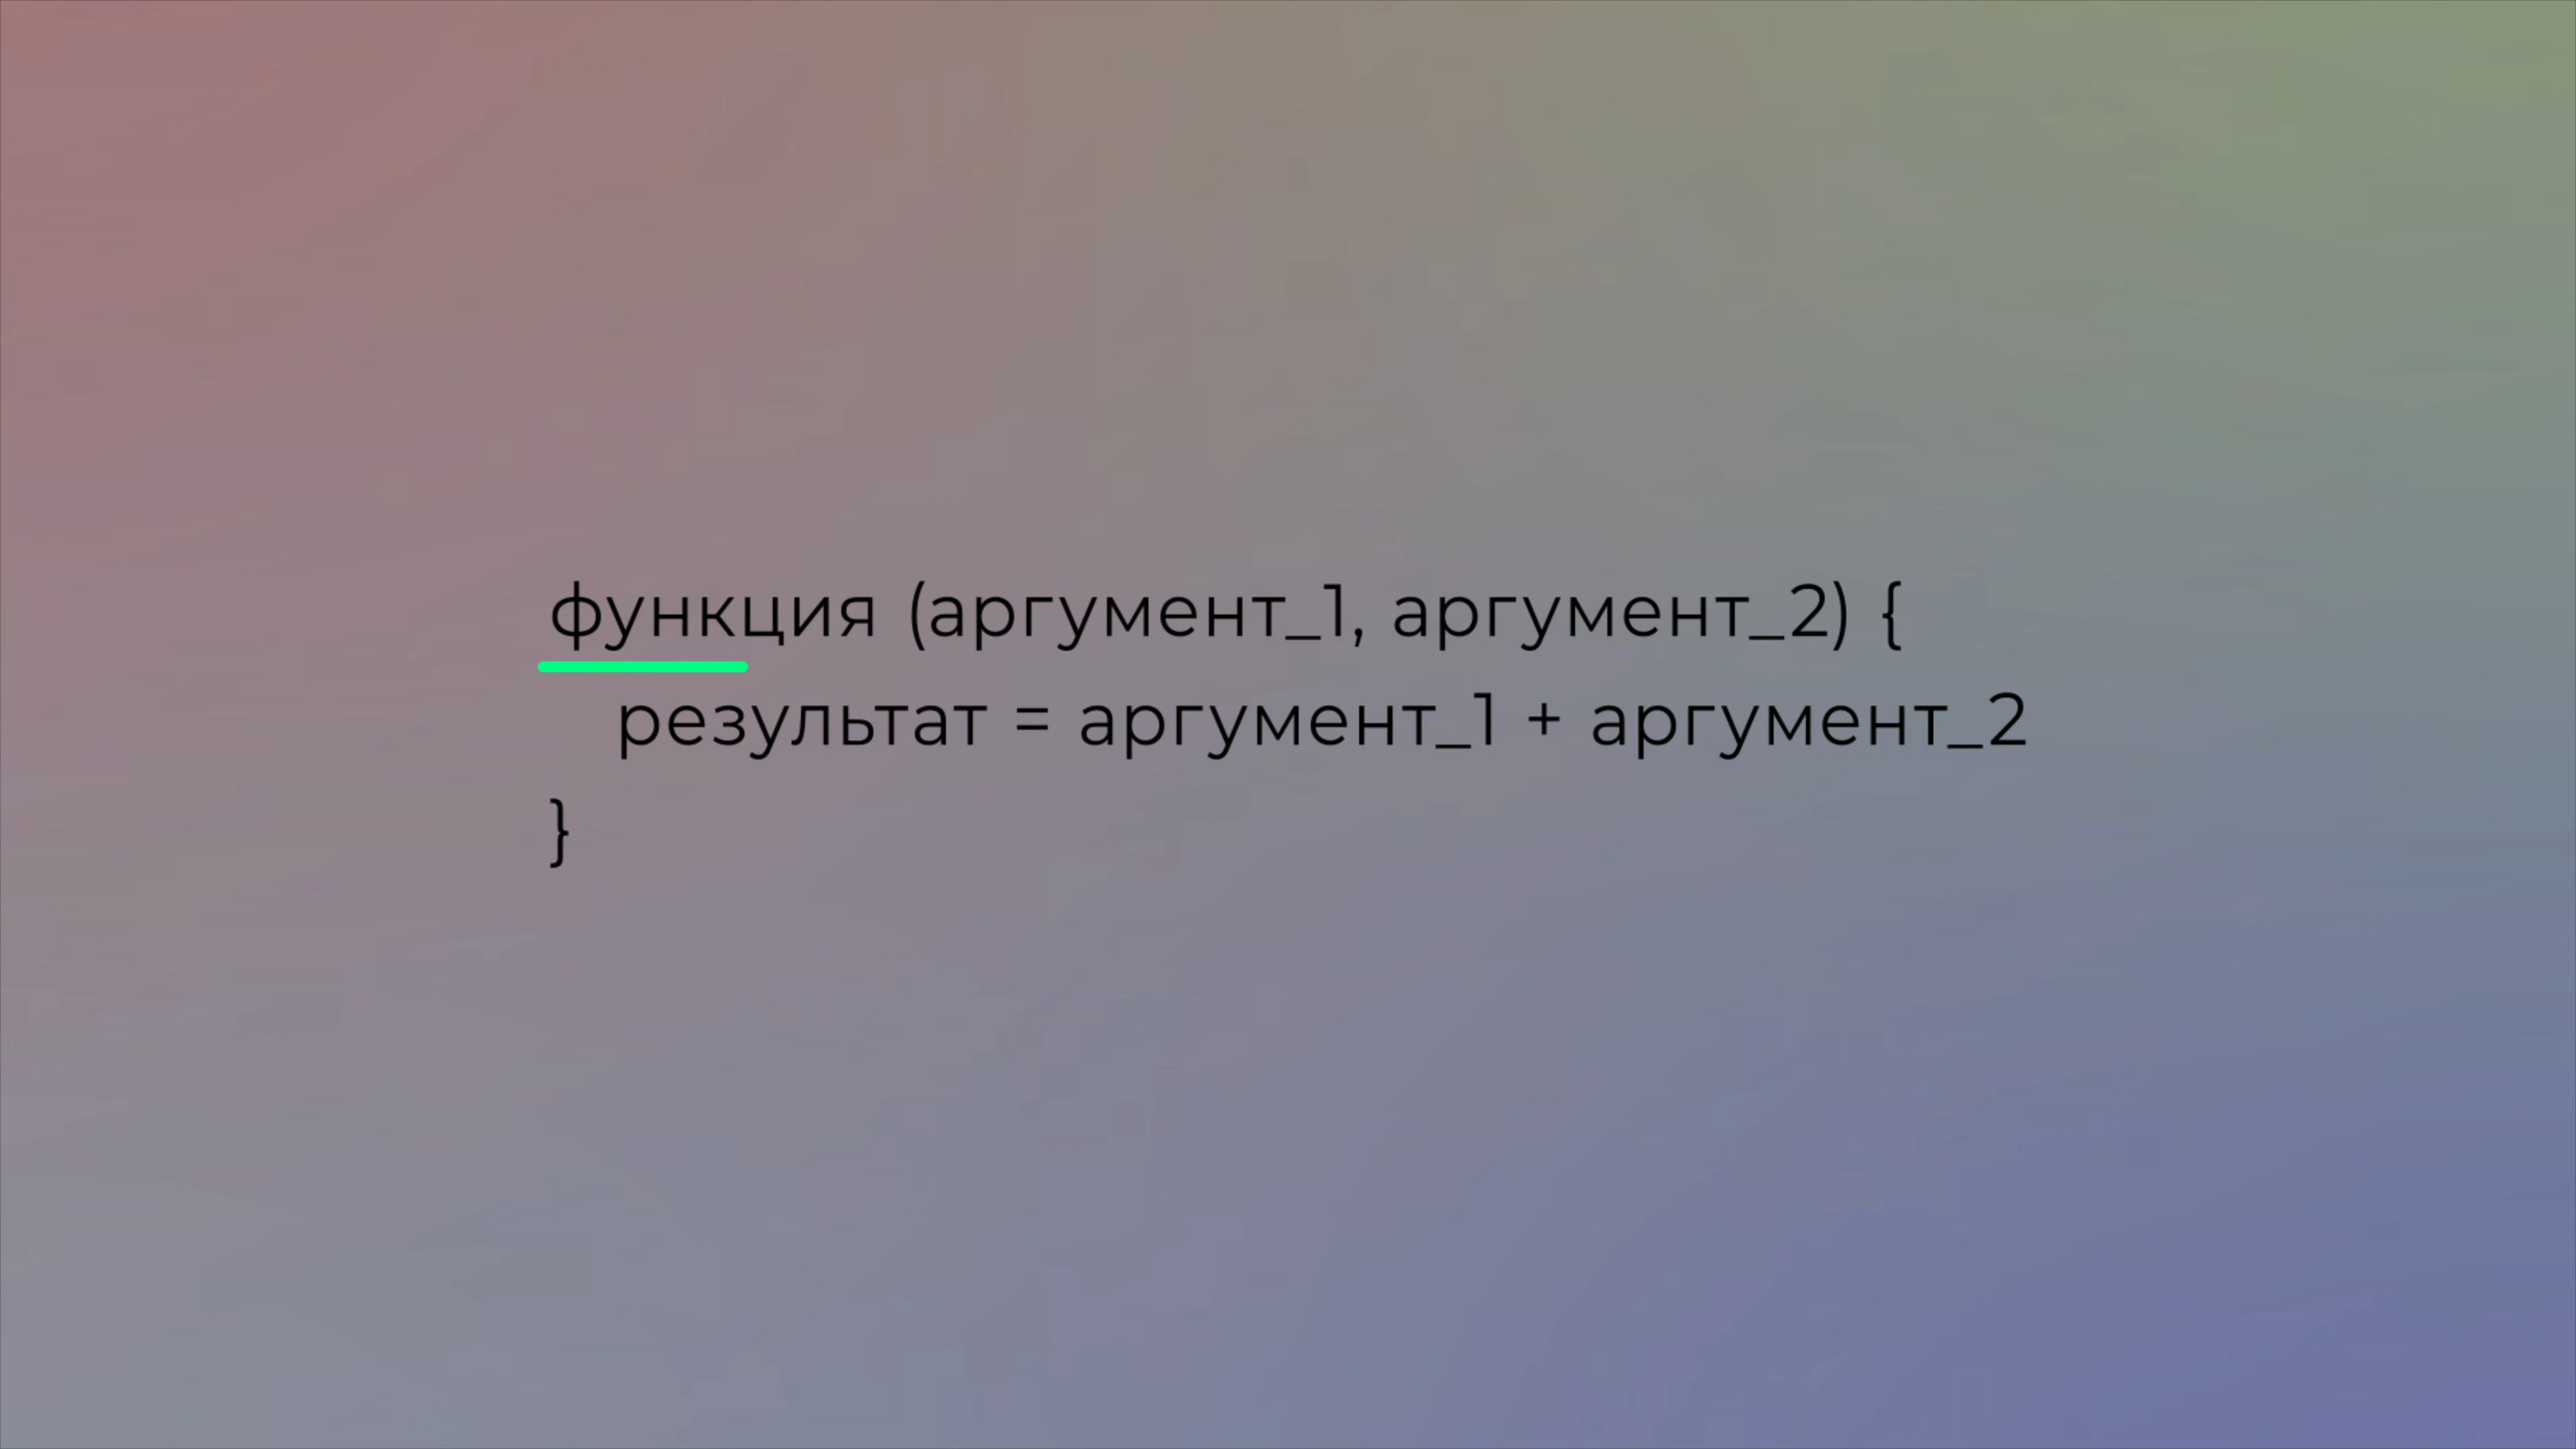 функция (аргумент_1, аргумент_2) {
результат = аргумент_1 + аргумент_2
}